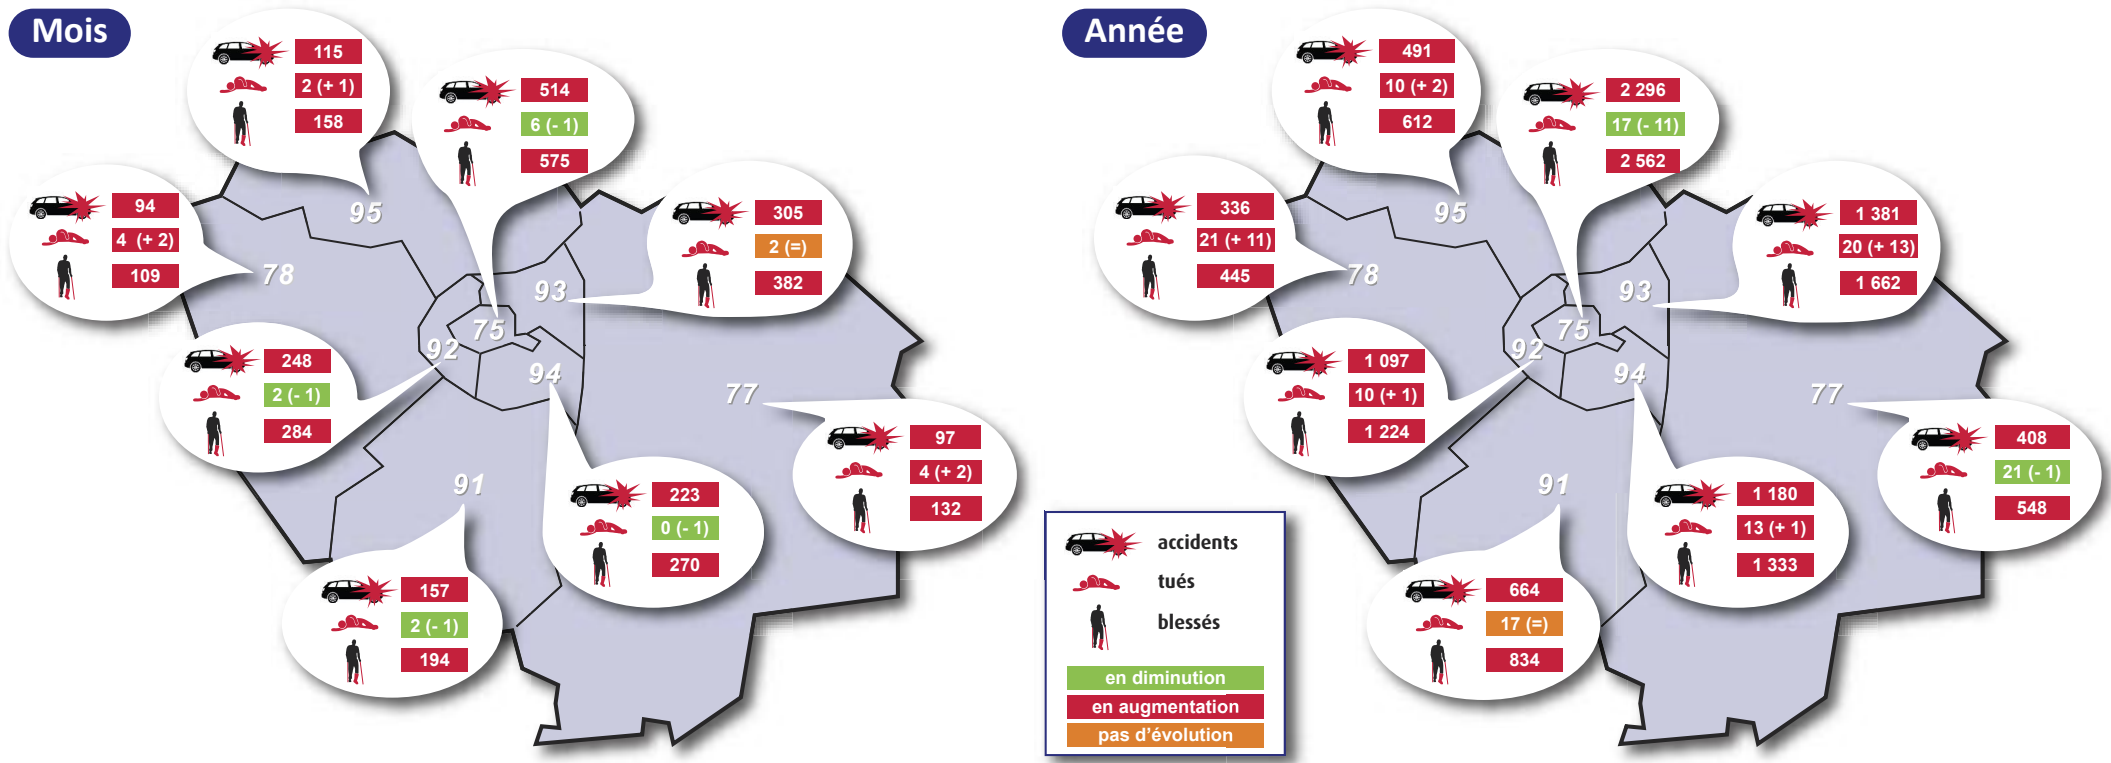 Mois
115
2 (+ 1)
158
514
6 (- 1)
575
94
4 (+ 2)
109
305
2 (=)
382
95
78
93
75
92
94
77
91
248
2 (- 1)
284
97
4 (+ 2)
132
223
0 (- 1)
270
157
2 (- 1)
194
Année
491
10 (+ 2)
612
2 296
17 (- 11)
2 562
336
21 (+ 11)
445
1 381
20 (+ 13)
1 662
95
78
93
75
92
94
77
91
1 097
10 (+ 1)
1 224
408
21 (- 1)
548
1 180
13 (+ 1)
1 333
664
17 (=)
834
accidents
tués
blessés
en diminution
en augmentation
pas d'évolution